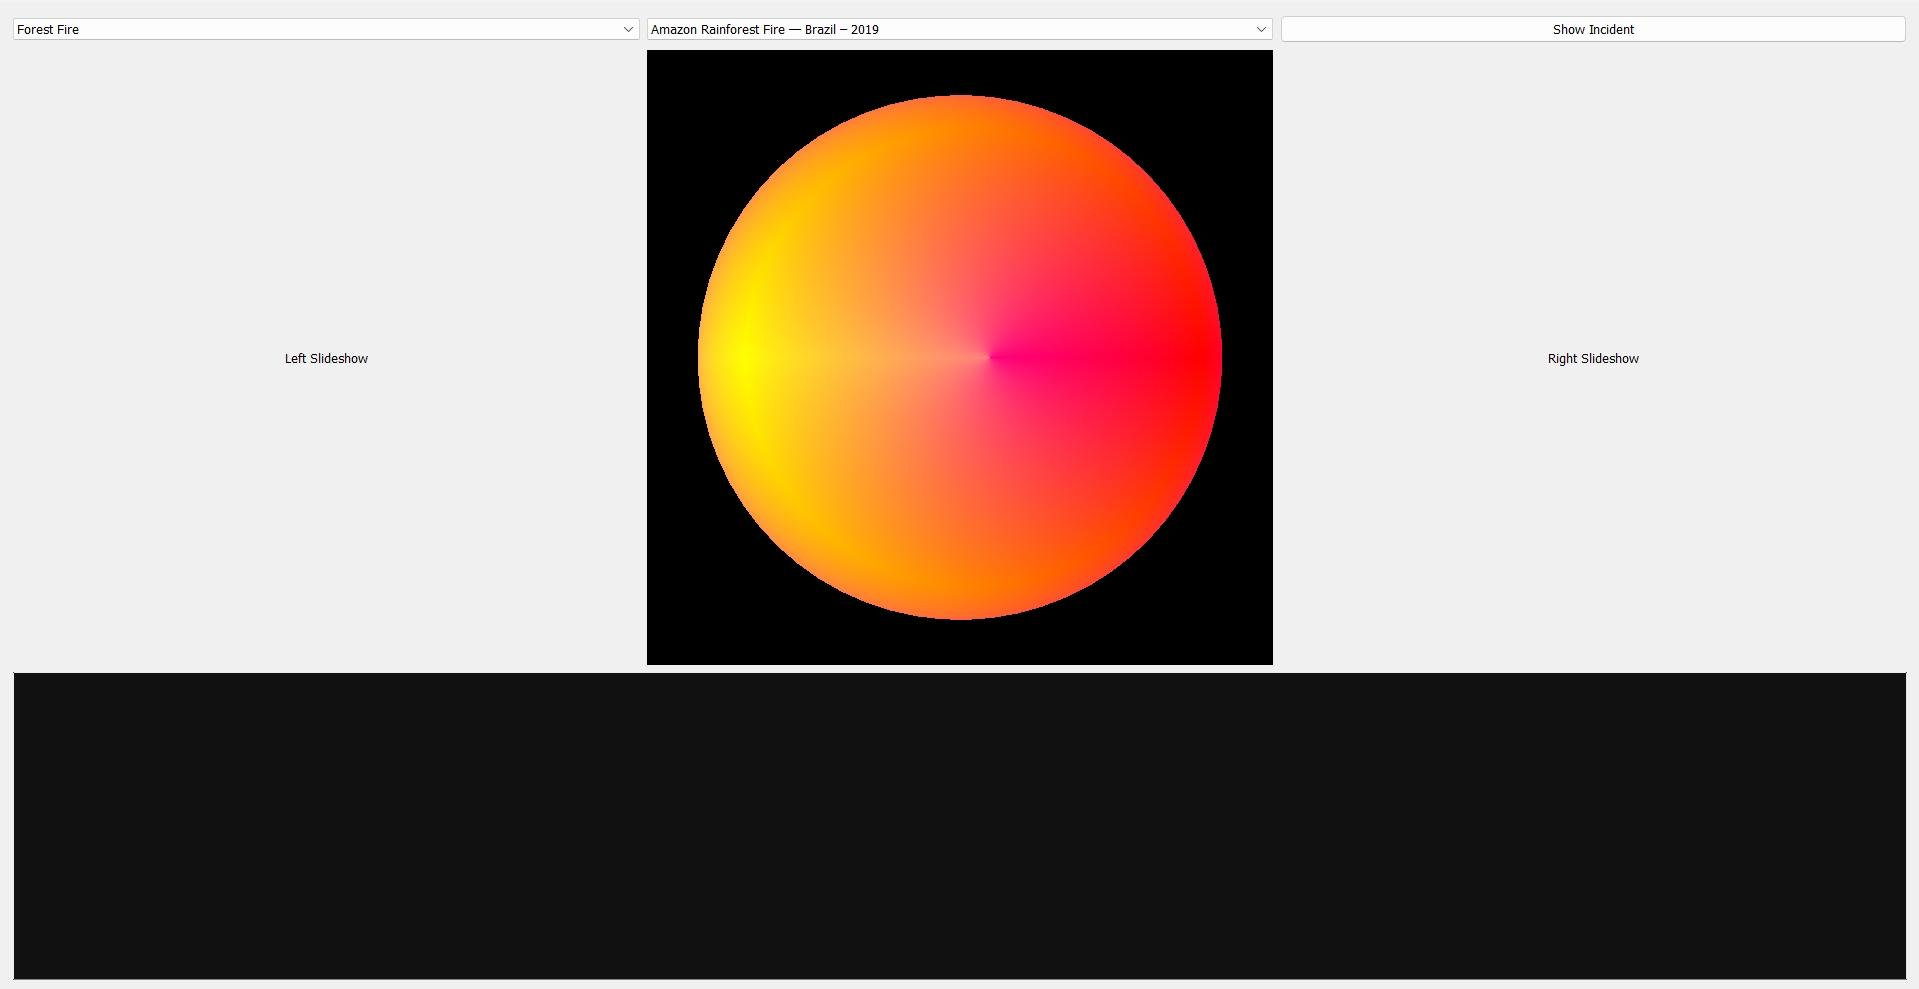 Forest Fire
Amazon Rainforest Fire — Brazil – 2019
Show Incident
Left Slideshow
Right Slideshow